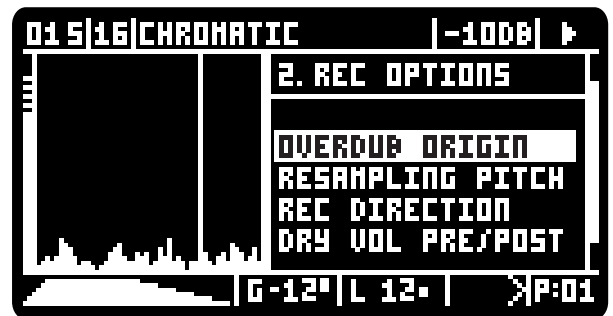 01 S 16 CHROMATIC -10DB
2. REC OPTIONS
OVERDUB ORIGIN
RESAMPLING PITCH
REC DIRECTION
DRY VOL PRE/POST
G-12 L 12 P:01